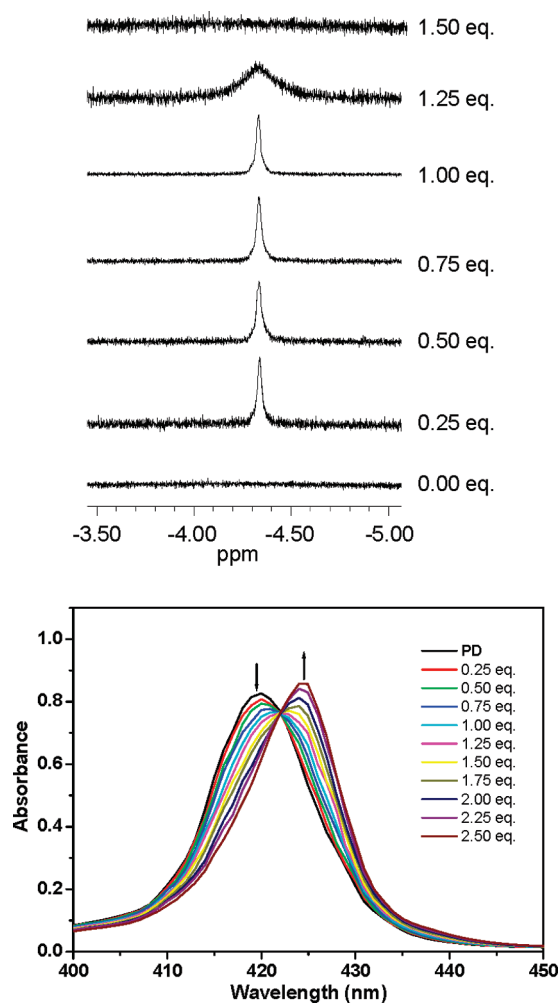 1.50 eq.
1.25 eq.
1.00 eq.
0.75 eq.
0.50 eq.
0.25 eq.
0.00 eq.
-3.50 -4.00 -4.50 -5.00
ppm
1.0
0.8
0.6
0.4
0.2
0.0
Absorbance
PD
0.25 eq.
0.50 eq.
0.75 eq.
1.00 eq.
1.25 eq.
1.50 eq.
1.75 eq.
2.00 eq.
2.25 eq.
2.50 eq.
400 410 420 430 440 450
Wavelength (nm)